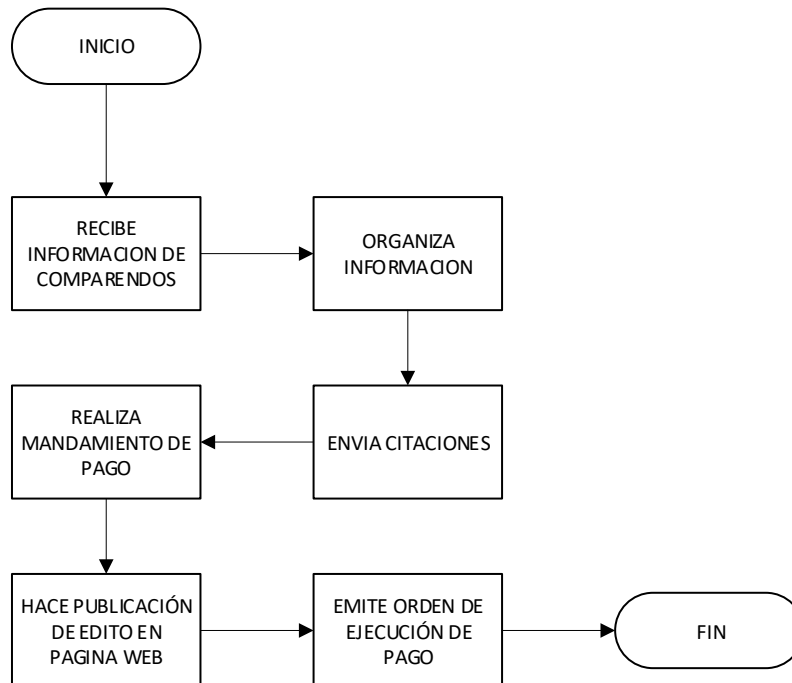 INICIO
RECIBE
INFORMACION DE
COMPARENDOS
ORGANIZA
INFORMACION
ENVIA CITACIONES
REALIZA
MANDAMIENTO DE
PAGO
HACE PUBLICACIÓN
DE EDITO EN
PAGINA WEB
EMITE ORDEN DE
EJECUCIÓN DE
PAGO
FIN